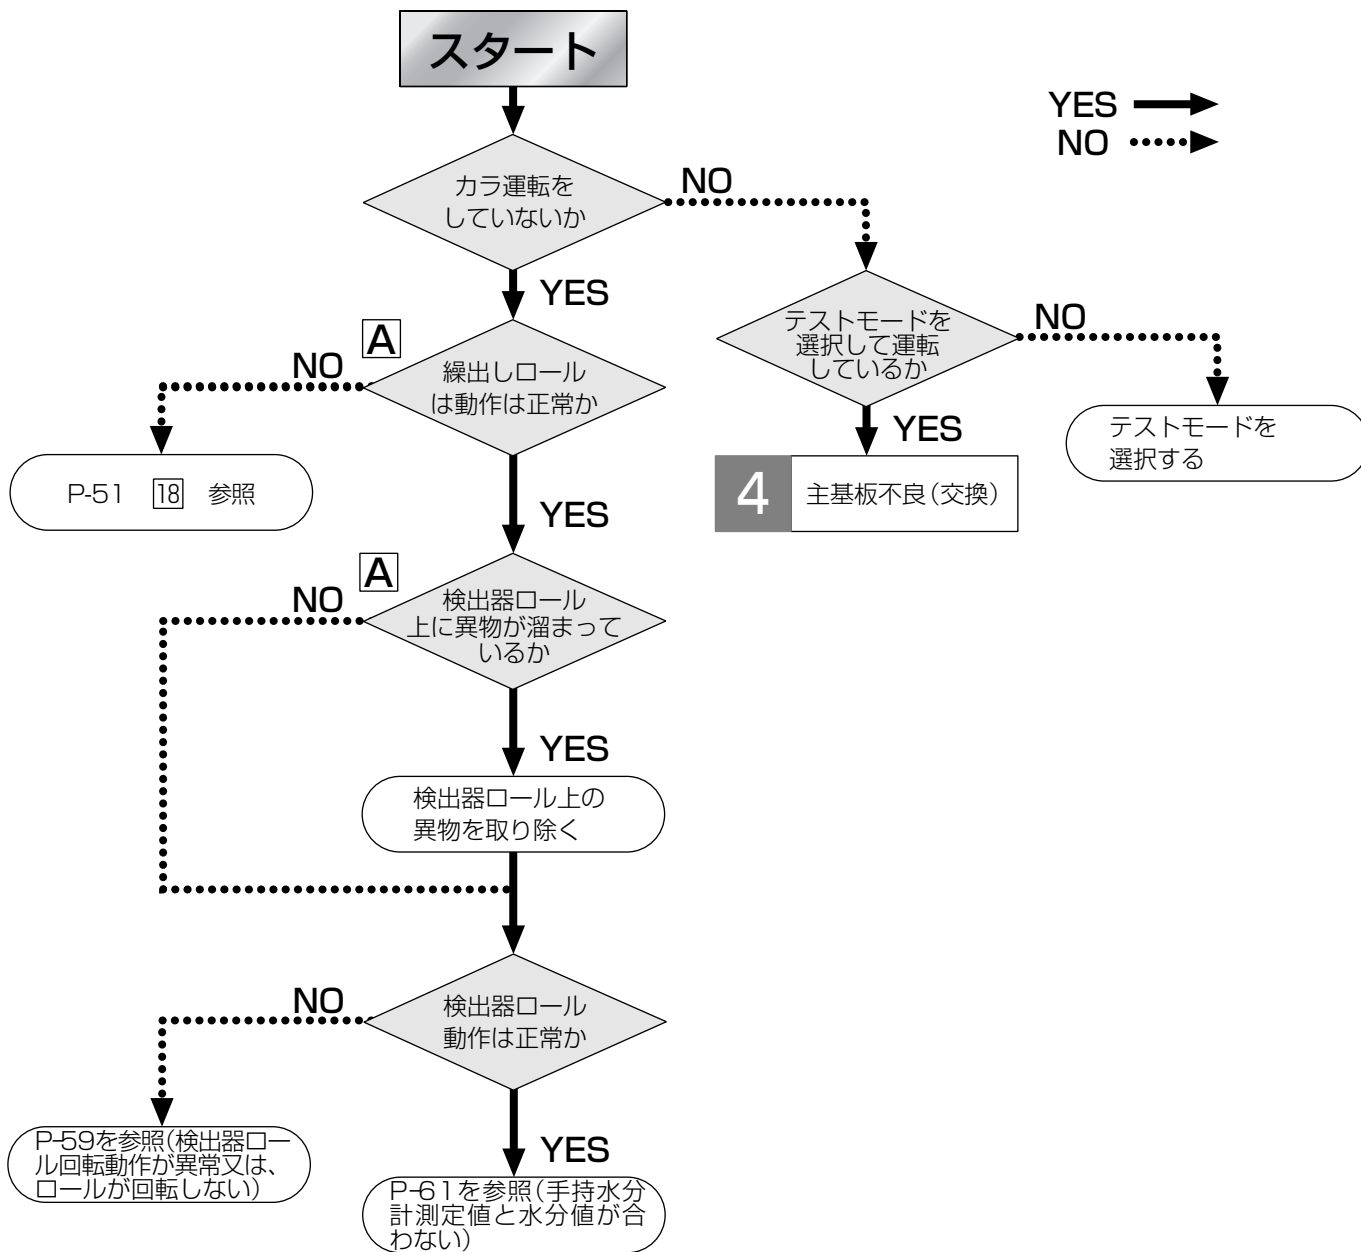 スタート
YES
NO
カラ運転を
していないか
NO
YES
テストモードを
選択して運転
しているか
NO
A
NO
繰出しロール
は動作は正常か
YES
テストモードを
選択する
P-51 18 参照
4 主基板不良(交換)
YES
A
NO
検出器ロール
上に異物が溜まって
いるか
YES
検出器ロール上の
異物を取り除く
NO
検出器ロール
動作は正常か
YES
P-59を参照(検出器ロー
ル回転動作が異常又は、
ロールが回転しない)
P-61を参照(手持水分
計測定値と水分値が合
わない)